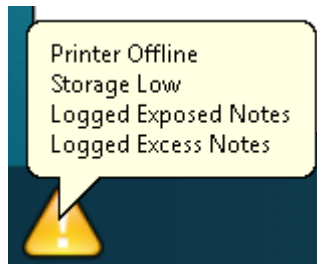 Printer Offline
Storage Low
Logged Exposed Notes
Logged Excess Notes